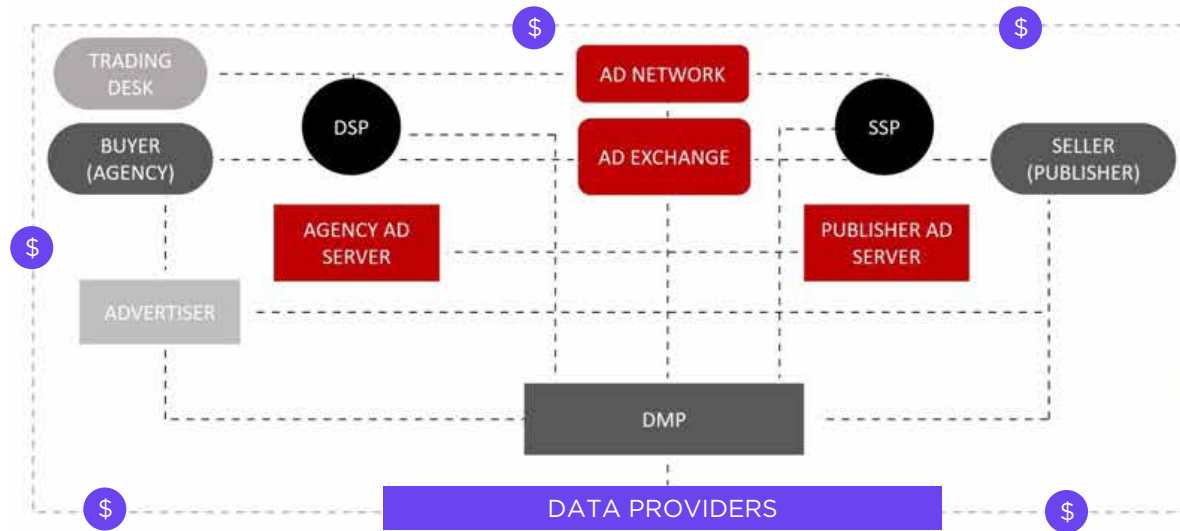 $
$
TRADING
DESK
AD NETWORK
DSP
SSP
BUYER
(AGENCY)
AD EXCHANGE
SELLER
(PUBLISHER)
AGENCY AD
SERVER
PUBLISHER AD
SERVER
$
ADVERTISER
DMP
$
DATA PROVIDERS
$